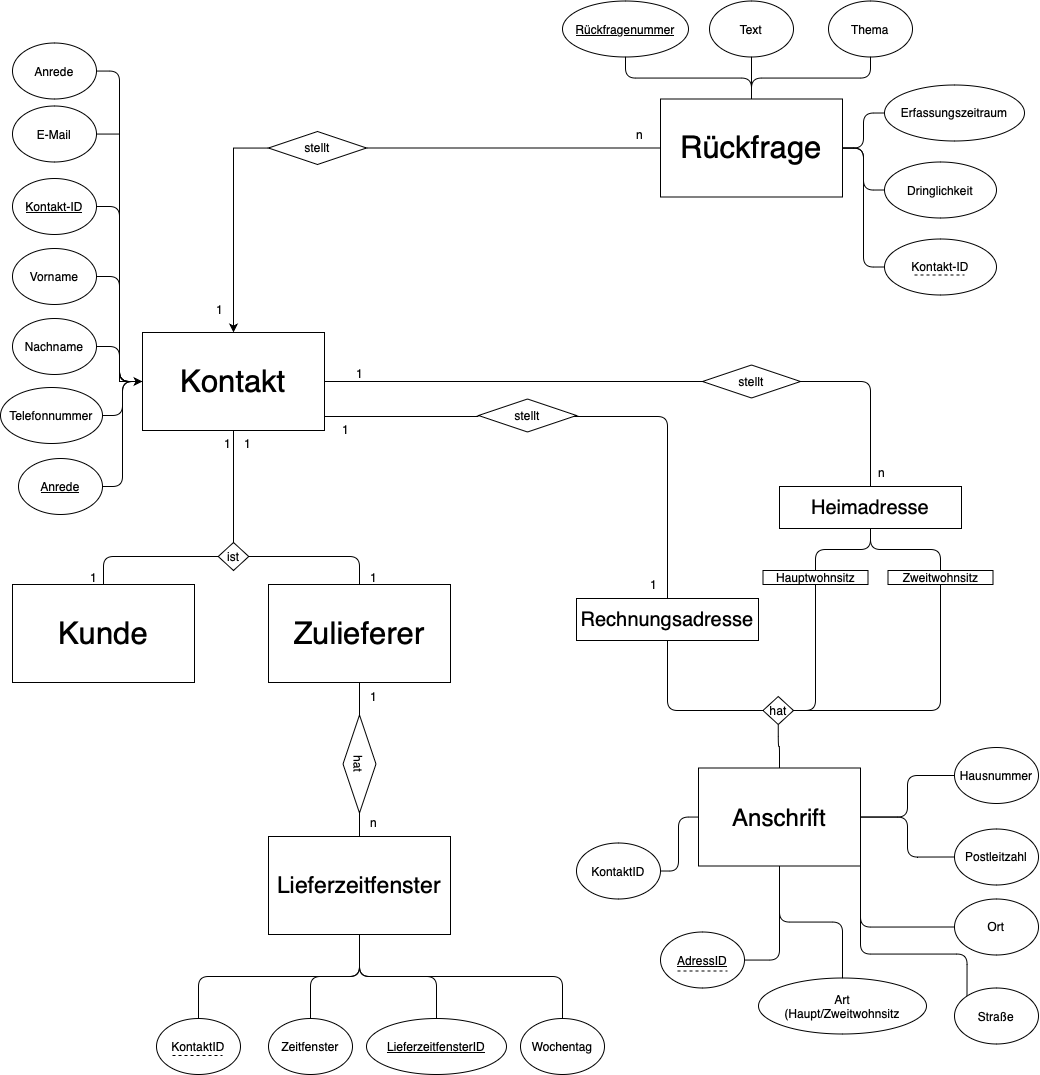 Rückfragenummer
Text
Thema
Anrede
Erfassungszeitraum
E-Mail
n
stellt
Rückfrage
Dringlichkeit
Kontakt-ID
Kontakt-ID
Vorname
1
Nachname
Kontakt
1
stellt
Telefonnummer
stellt
1
1
1
n
Anrede
Heimadresse
ist
1
1
Hauptwohnsitz
Zweitwohnsitz
1
Kunde
Zulieferer
Rechnungsadresse
1
hat
hat
Hausnummer
n
Anschrift
Postleitzahl
KontaktID
Lieferzeitfenster
Ort
AdressID
Art
(Haupt/Zweitwohnsitz
Straße
KontaktID
Zeitfenster
LieferzeitfensterID
Wochentag